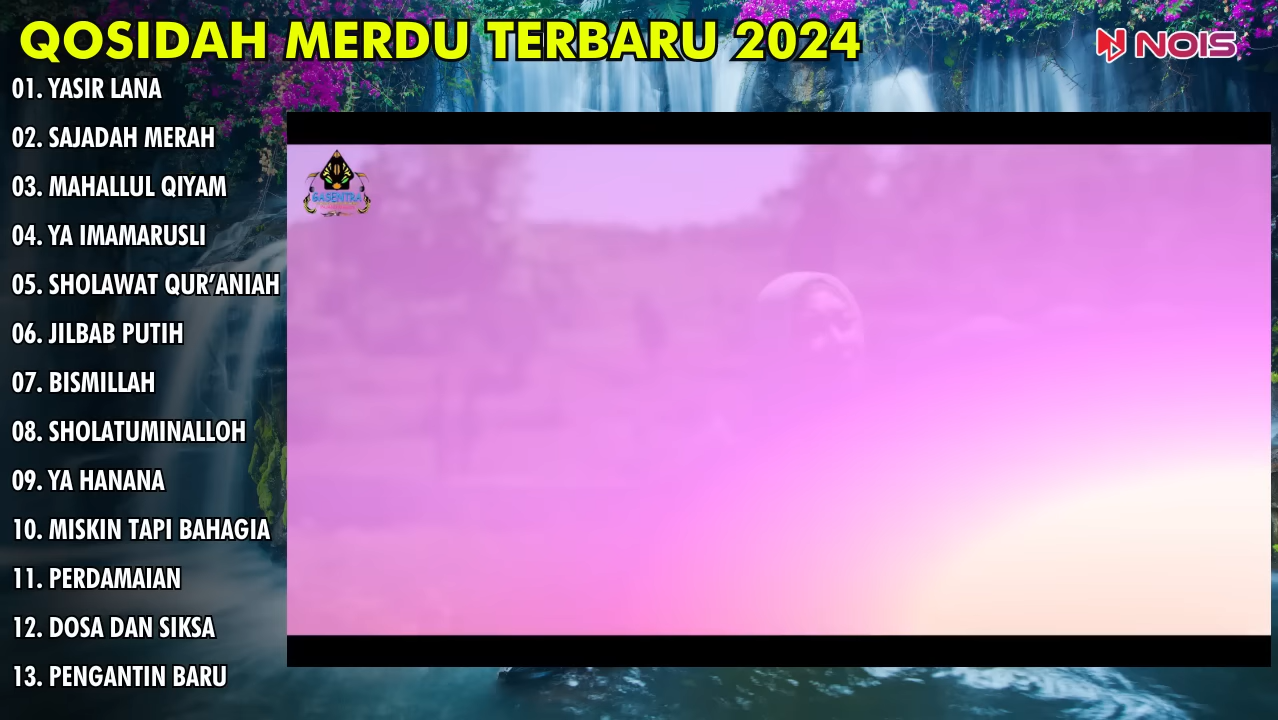 QOSIDAH MERDU TERBARU 2024
NOIS
01. YASIR LANA
02. SAJADAH MERAH
03. MAHALLUL QIYAM
04. YA IMAMARUSLI
05. SHOLAWAT QUR’ANIAH
06. JILBAB PUTIH
07. BISMILLAH
08. SHOLATUMINALLOH
09. YA HANANA
10. MISKIN TAPI BAHAGIA
11. PERDAMAIAN
12. DOSA DAN SIKSA
13. PENGANTIN BARU
GASENTRA